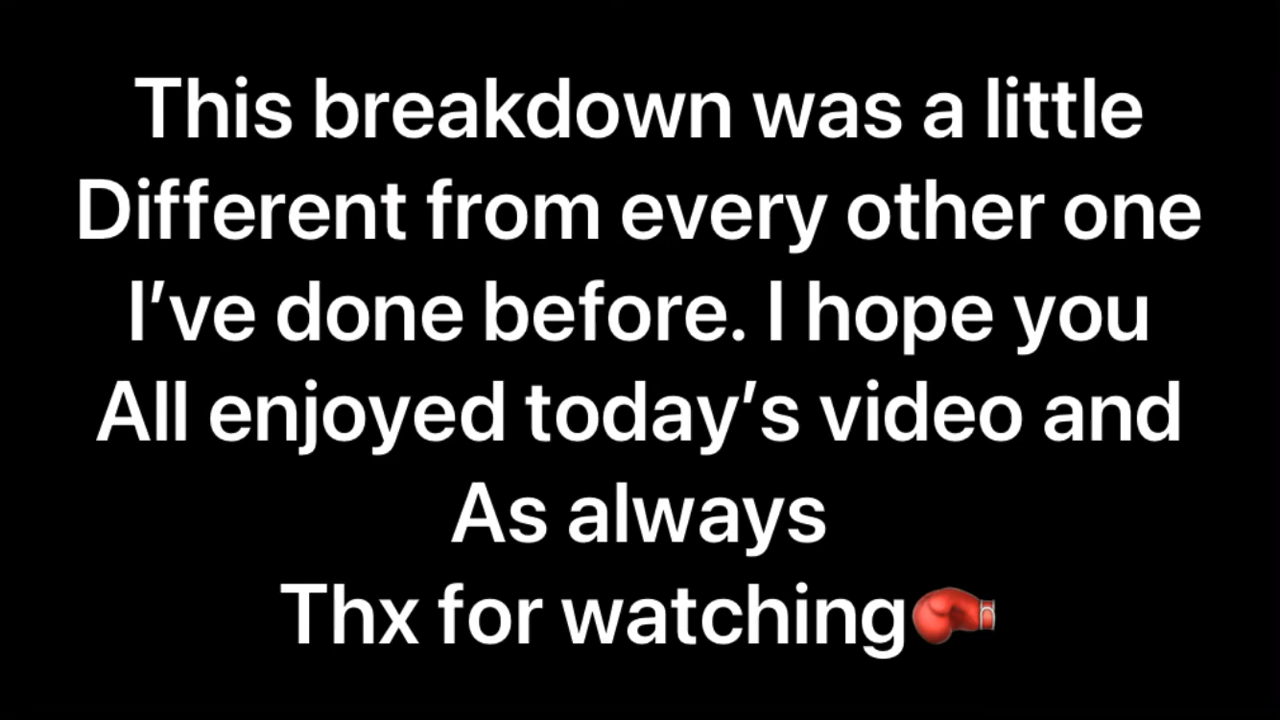 This breakdown was a little
Different from every other one
I’ve done before. I hope you
All enjoyed today’s video and
As always
Thx for watching🥊